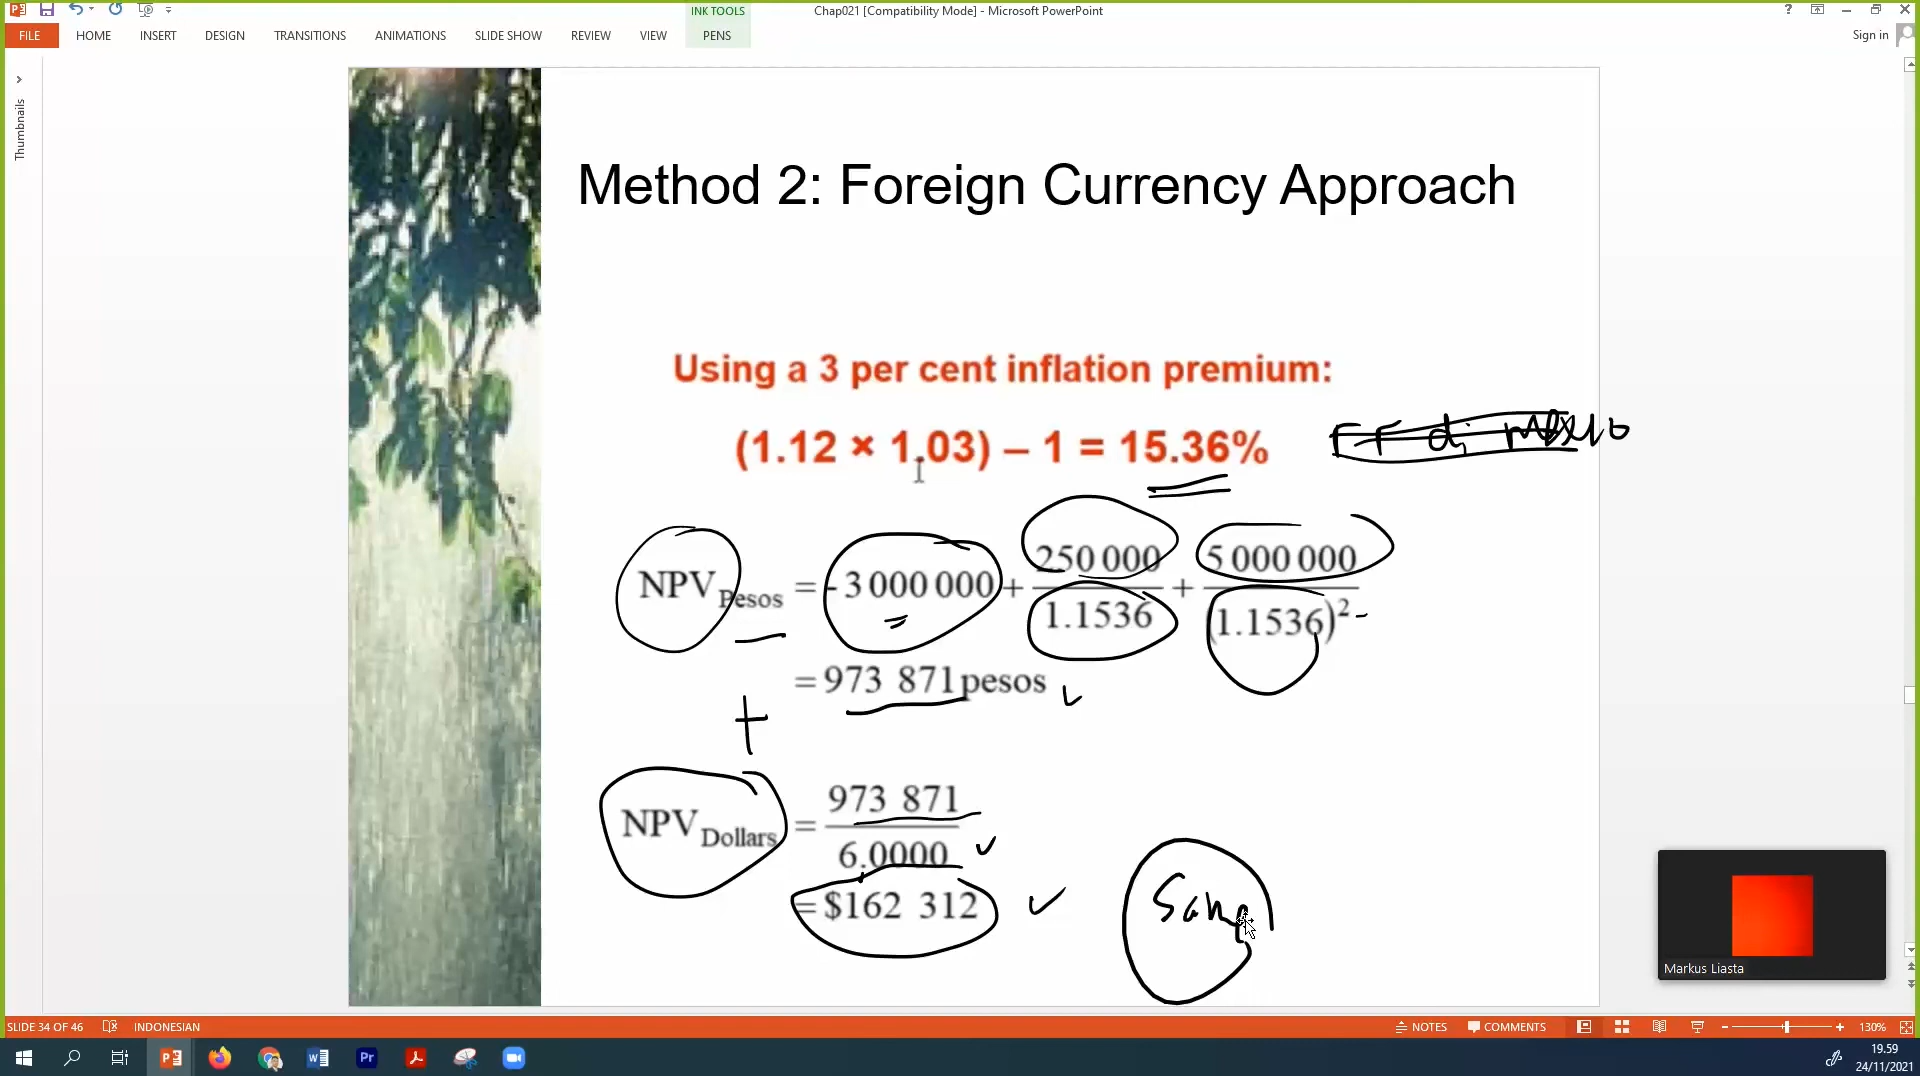 INK TOOLS
Chap021 [Compatibility Mode] - Microsoft PowerPoint
?
FILE HOME INSERT DESIGN TRANSITIONS ANIMATIONS SLIDE SHOW REVIEW VIEW PENS
Sign in
Thumbnails
Method 2: Foreign Currency Approach
Using a 3 per cent inflation premium:
(1.12 × 1.03) – 1 = 15.36%
NPV Pesos = - 3 000 000 + 250 000 / 1.1536 + 5 000 000 / (1.1536)²
= 973 871 pesos
+
NPV Dollars = 973 871 / 6.0000
= $162 312
Markus Liasta
SLIDE 34 OF 46 INDONESIAN NOTES COMMENTS 130%
W Pr
19.59
24/11/2021